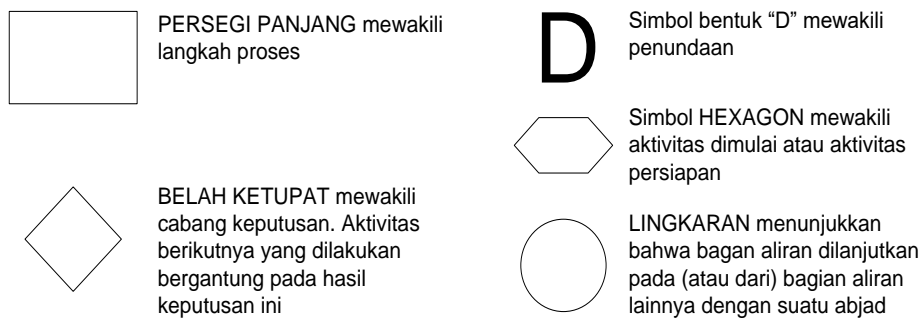 PERSEGI PANJANG mewakili
langkah proses
BELAH KETUPAT mewakili
cabang keputusan. Aktivitas
berikutnya yang dilakukan
bergantung pada hasil
keputusan ini
D
Simbol bentuk “D” mewakili
penundaan
Simbol HEXAGON mewakili
aktivitas dimulai atau aktivitas
persiapan
LINGKARAN menunjukkan
bahwa bagan aliran dilanjutkan
pada (atau dari) bagian aliran
lainnya dengan suatu abjad